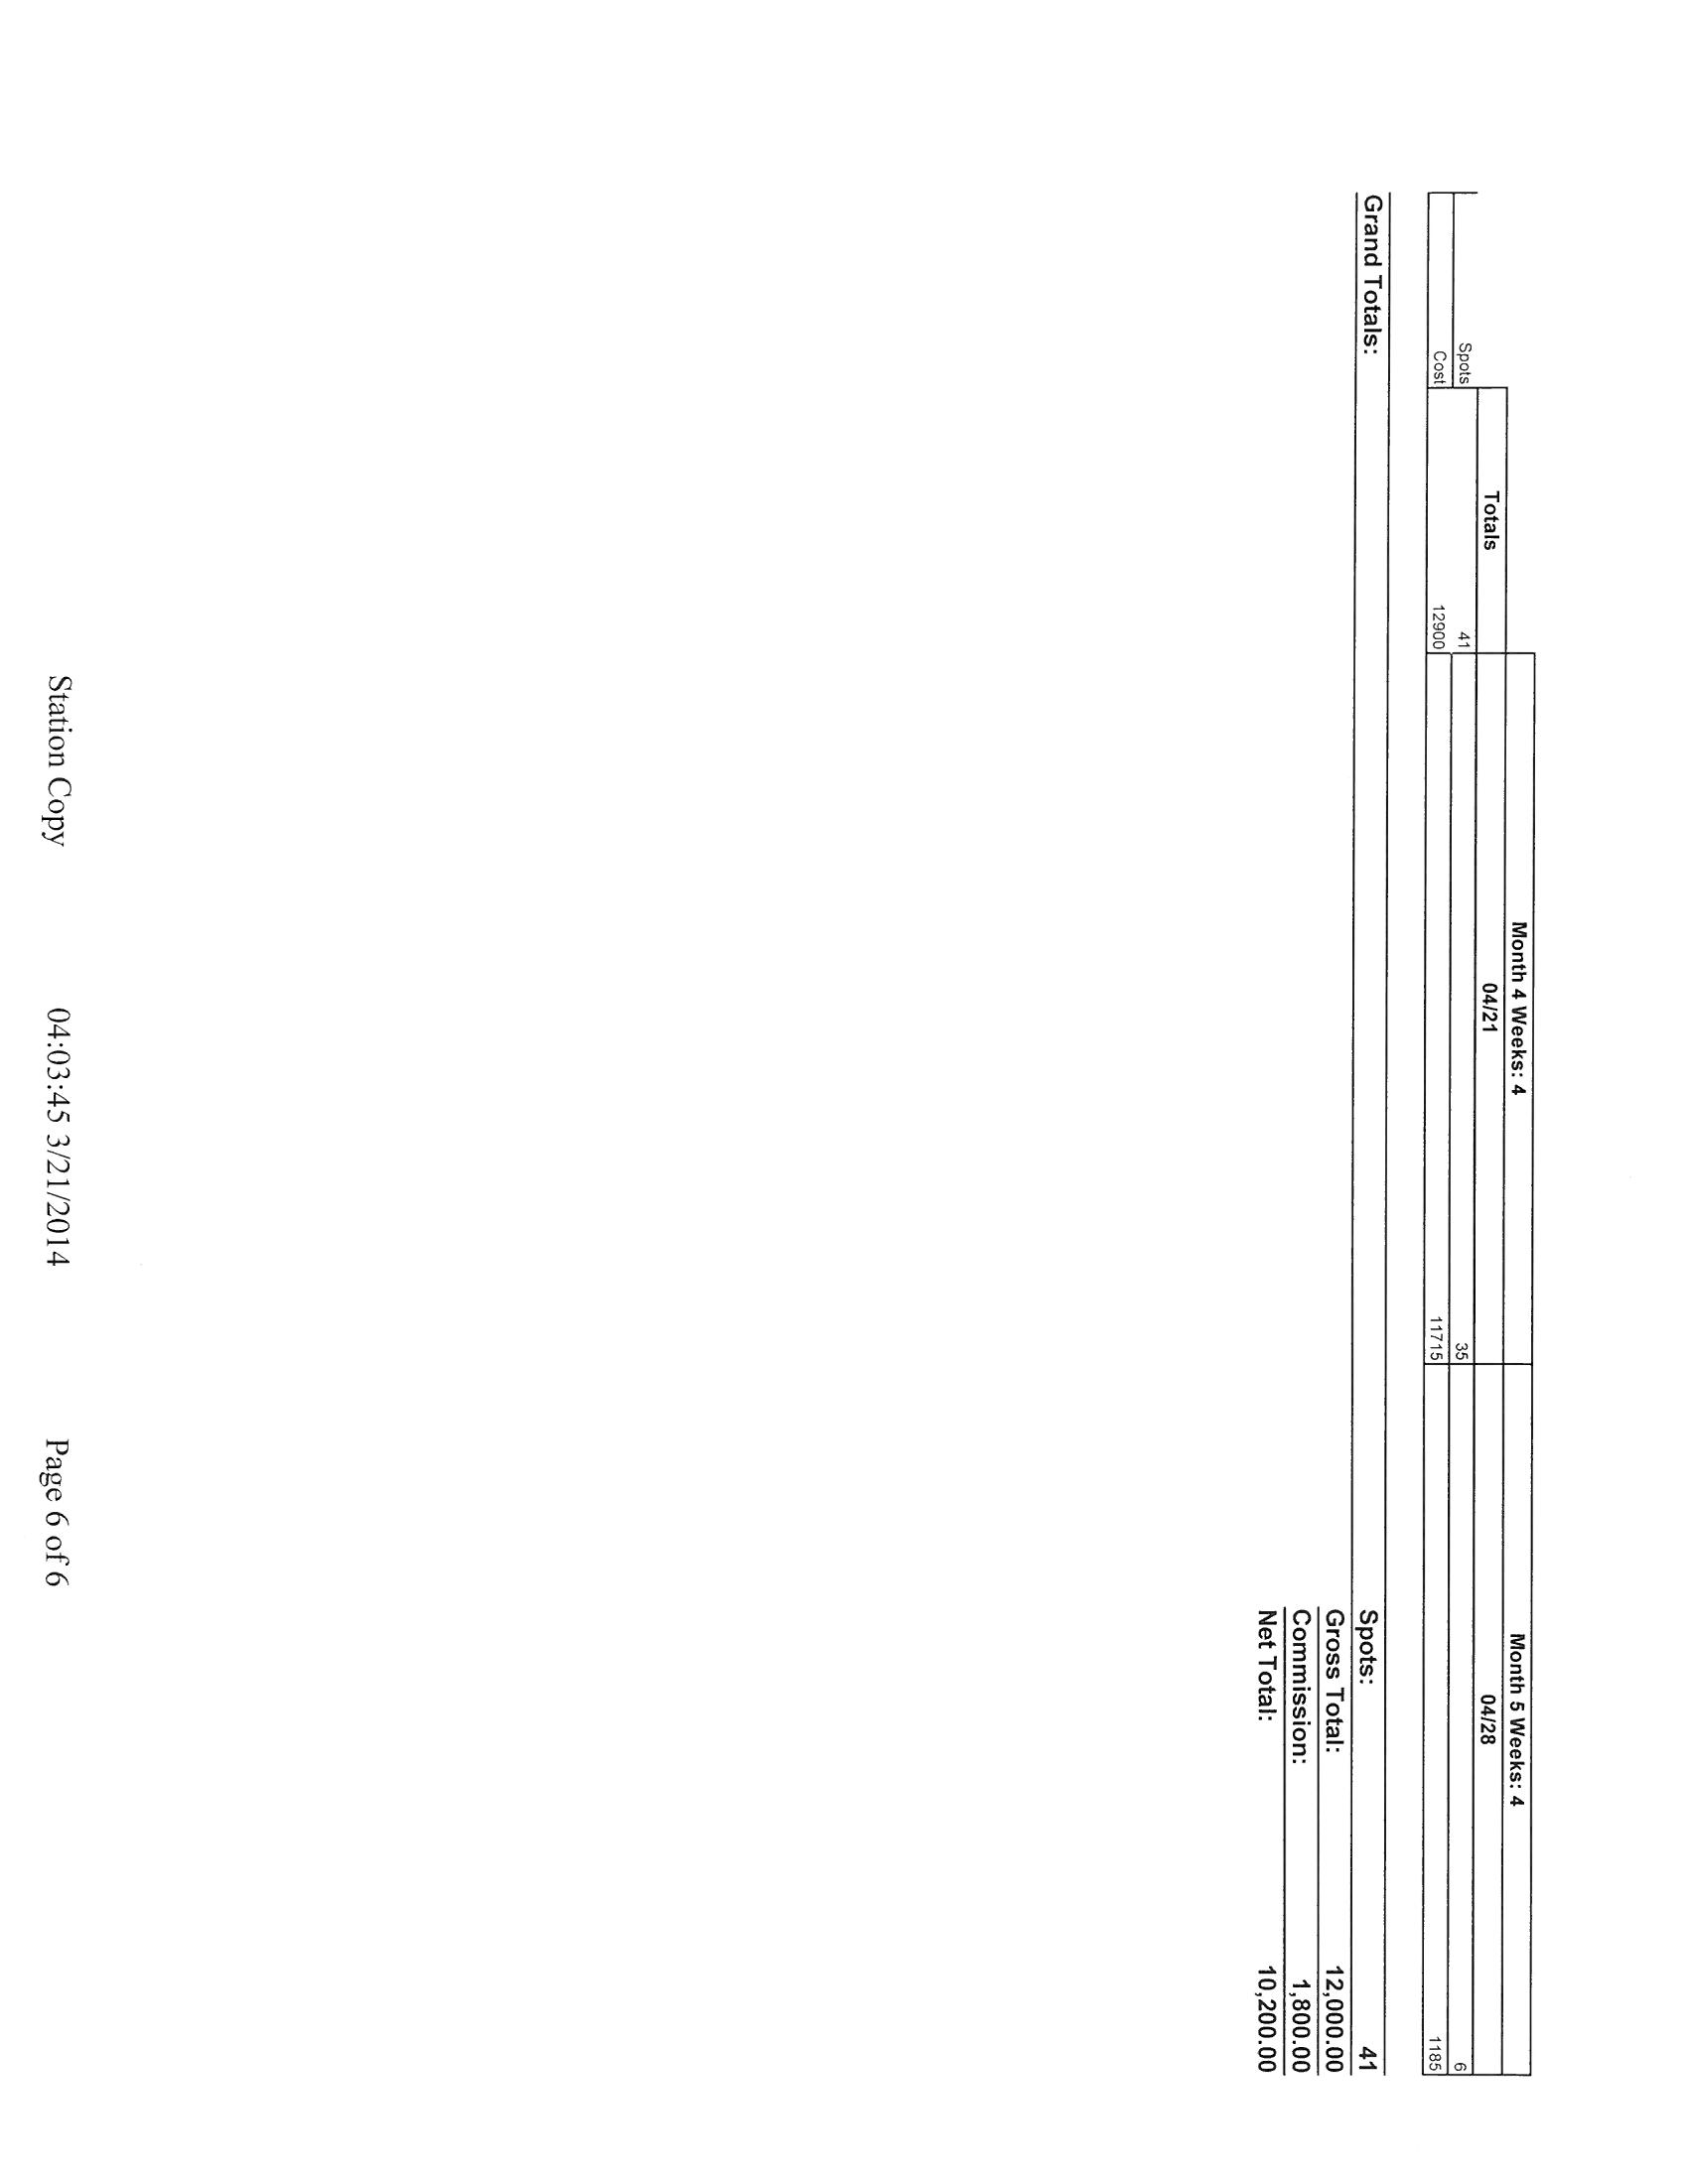 Month 4 Weeks: 4 Month 5 Weeks: 4
Totals 04/21 04/28
Spots 41 35 6
Cost 12900 11715 1185
Grand Totals: Spots: 41
Gross Total: 12,000.00
Commission: 1,800.00
Net Total: 10,200.00
Station Copy 04:03:45 3/21/2014 Page 6 of 6